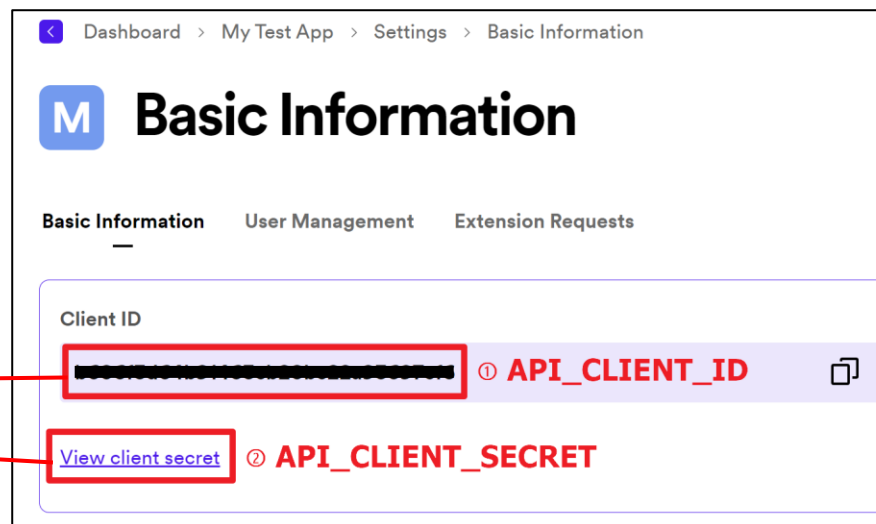 Dashboard > My Test App > Settings > Basic Information
M Basic Information
Basic Information User Management Extension Requests
Client ID
① API_CLIENT_ID
View client secret ② API_CLIENT_SECRET